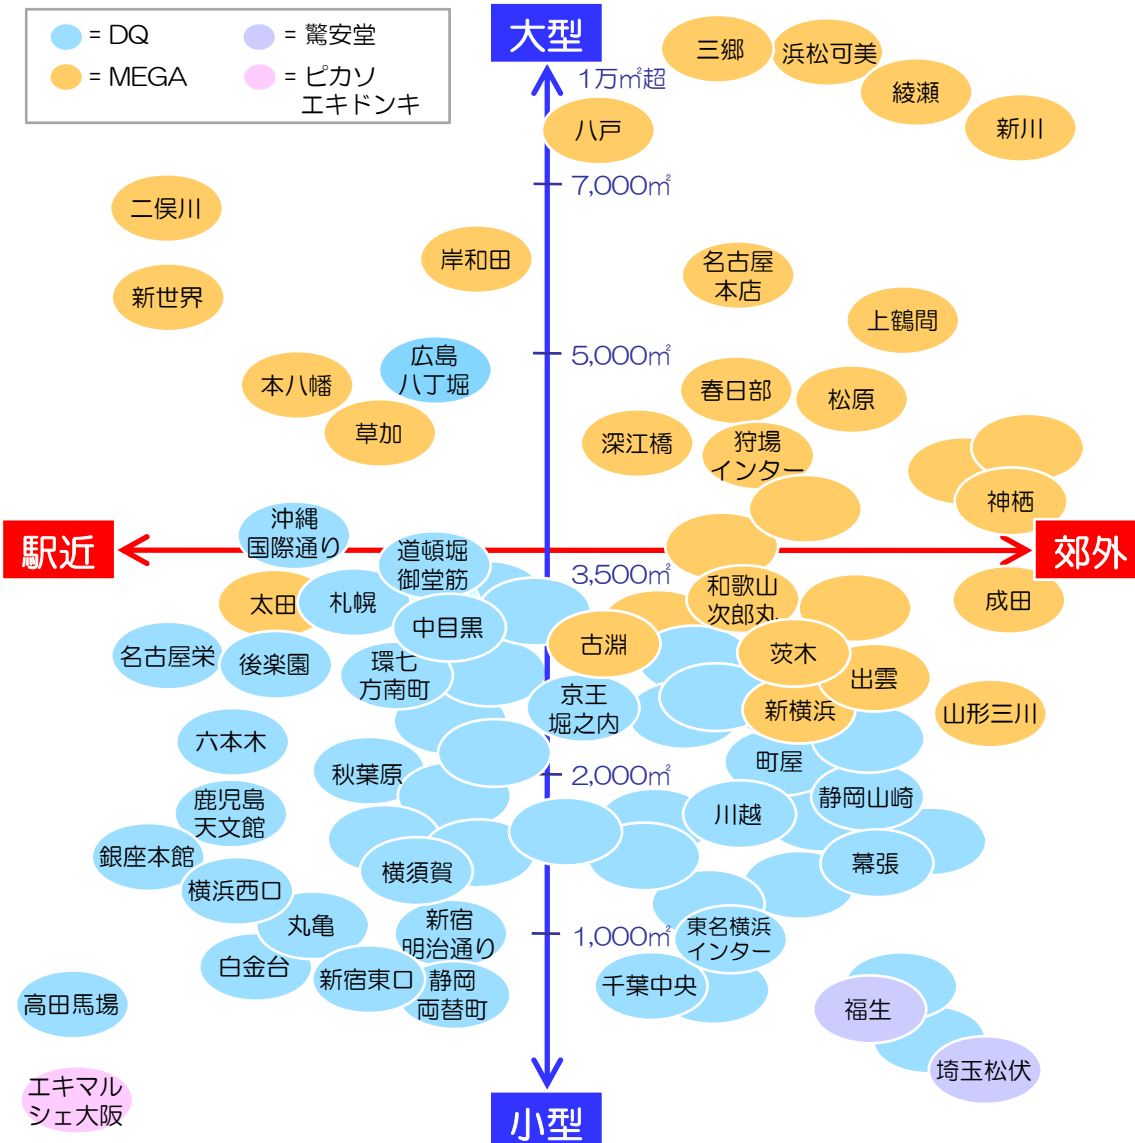 = DQ
= 驚安堂
= MEGA
= ピカソ
エキドンキ
大型
1万㎡超
三郷
浜松可美
綾瀬
新川
八戸
7,000㎡
二俣川
岸和田
新世界
名古屋
本店
上鶴間
5,000㎡
広島
八丁堀
本八幡
草加
春日部
松原
深江橋
狩場
インター
神栖
沖縄
国際通り
駅近
郊外
道頓堀
御堂筋
3,500㎡
太田
札幌
中目黒
和歌山
次郎丸
成田
古淵
名古屋栄
後楽園
環七
方南町
茨木
出雲
京王
堀之内
新横浜
山形三川
六本木
秋葉原
2,000㎡
町屋
鹿児島
天文館
川越
静岡山崎
銀座本館
横浜西口
横須賀
幕張
丸亀
新宿
明治通り
1,000㎡
東名横浜
インター
白金台
新宿東口
静岡
両替町
千葉中央
高田馬場
福生
埼玉松伏
エキマル
シェ大阪
小型